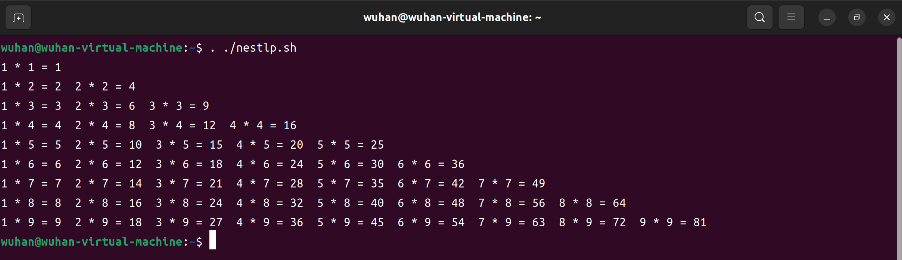 wuhan@wuhan-virtual-machine: ~
wuhan@wuhan-virtual-machine:~$ . ./nestlp.sh
1 * 1 = 1
1 * 2 = 2  2 * 2 = 4
1 * 3 = 3  2 * 3 = 6  3 * 3 = 9
1 * 4 = 4  2 * 4 = 8  3 * 4 = 12  4 * 4 = 16
1 * 5 = 5  2 * 5 = 10  3 * 5 = 15  4 * 5 = 20  5 * 5 = 25
1 * 6 = 6  2 * 6 = 12  3 * 6 = 18  4 * 6 = 24  5 * 6 = 30  6 * 6 = 36
1 * 7 = 7  2 * 7 = 14  3 * 7 = 21  4 * 7 = 28  5 * 7 = 35  6 * 7 = 42  7 * 7 = 49
1 * 8 = 8  2 * 8 = 16  3 * 8 = 24  4 * 8 = 32  5 * 8 = 40  6 * 8 = 48  7 * 8 = 56  8 * 8 = 64
1 * 9 = 9  2 * 9 = 18  3 * 9 = 27  4 * 9 = 36  5 * 9 = 45  6 * 9 = 54  7 * 9 = 63  8 * 9 = 72  9 * 9 = 81
wuhan@wuhan-virtual-machine:~$